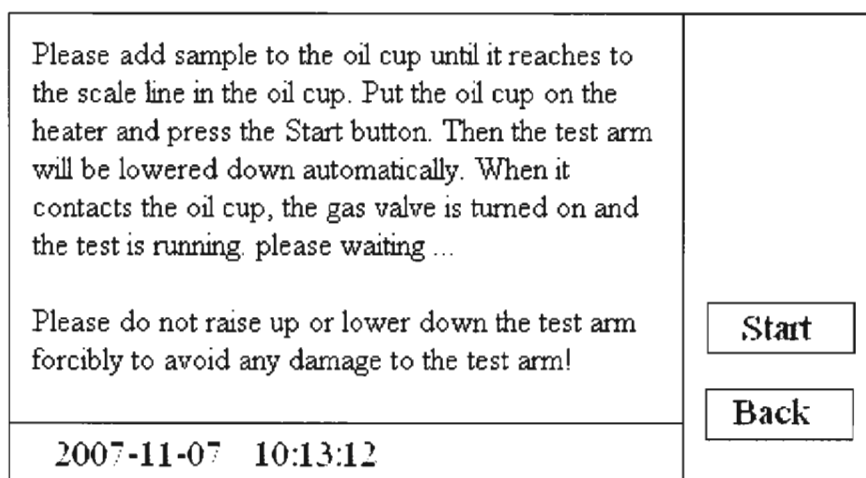 Please add sample to the oil cup until it reaches to
the scale line in the oil cup. Put the oil cup on the
heater and press the Start button. Then the test arm
will be lowered down automatically. When it
contacts the oil cup, the gas valve is turned on and
the test is running. please waiting ...
Please do not raise up or lower down the test arm
forcibly to avoid any damage to the test arm!
Start
Back
2007-11-07 10:13:12